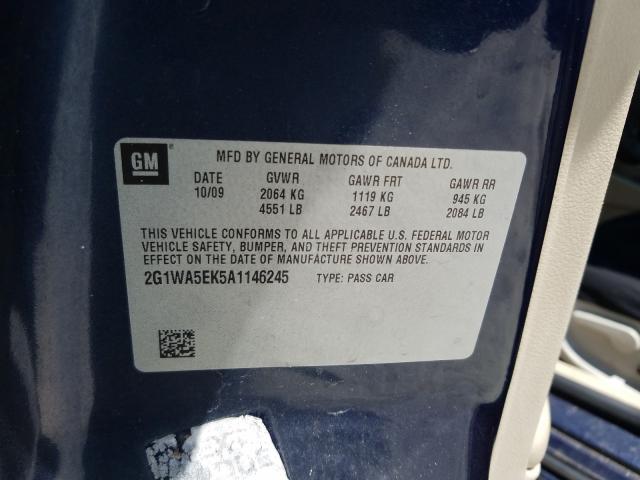 GM
MFD BY GENERAL MOTORS OF CANADA LTD.
DATE GVWR GAWR FRT GAWR RR
10/09 2064 KG 1119 KG 945 KG
4551 LB 2467 LB 2084 LB
THIS VEHICLE CONFORMS TO ALL APPLICABLE U.S. FEDERAL MOTOR
VEHICLE SAFETY, BUMPER, AND THEFT PREVENTION STANDARDS IN
EFFECT ON THE DATE OF MANUFACTURE SHOWN ABOVE.
2G1WA5EK5A1146245 TYPE: PASS CAR